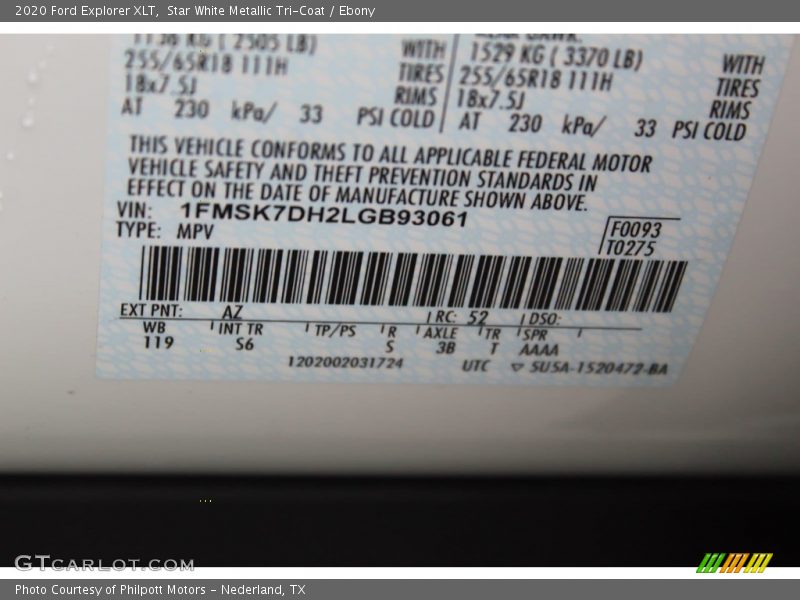 2020 Ford Explorer XLT, Star White Metallic Tri-Coat / Ebony
1136 KG ( 2505 LB) WITH 1529 KG ( 3370 LB) WITH
255/65R18 111H TIRES 255/65R18 111H TIRES
18x7.5J RIMS 18x7.5J RIMS
AT 230 kPa/ 33 PSI COLD AT 230 kPa/ 33 PSI COLD
THIS VEHICLE CONFORMS TO ALL APPLICABLE FEDERAL MOTOR
VEHICLE SAFETY AND THEFT PREVENTION STANDARDS IN
EFFECT ON THE DATE OF MANUFACTURE SHOWN ABOVE.
VIN: 1FMSK7DH2LGB93061
TYPE: MPV
F0093
T0275
EXT PNT: AZ RC: 52 DSO:
WB INT TR TP/PS R AXLE TR SPR
119 S6 S 3B T AAAA
1202002031724 UTC ▽ SU5A-1520472-BA
GTCARLOT.COM
Photo Courtesy of Philpott Motors - Nederland, TX